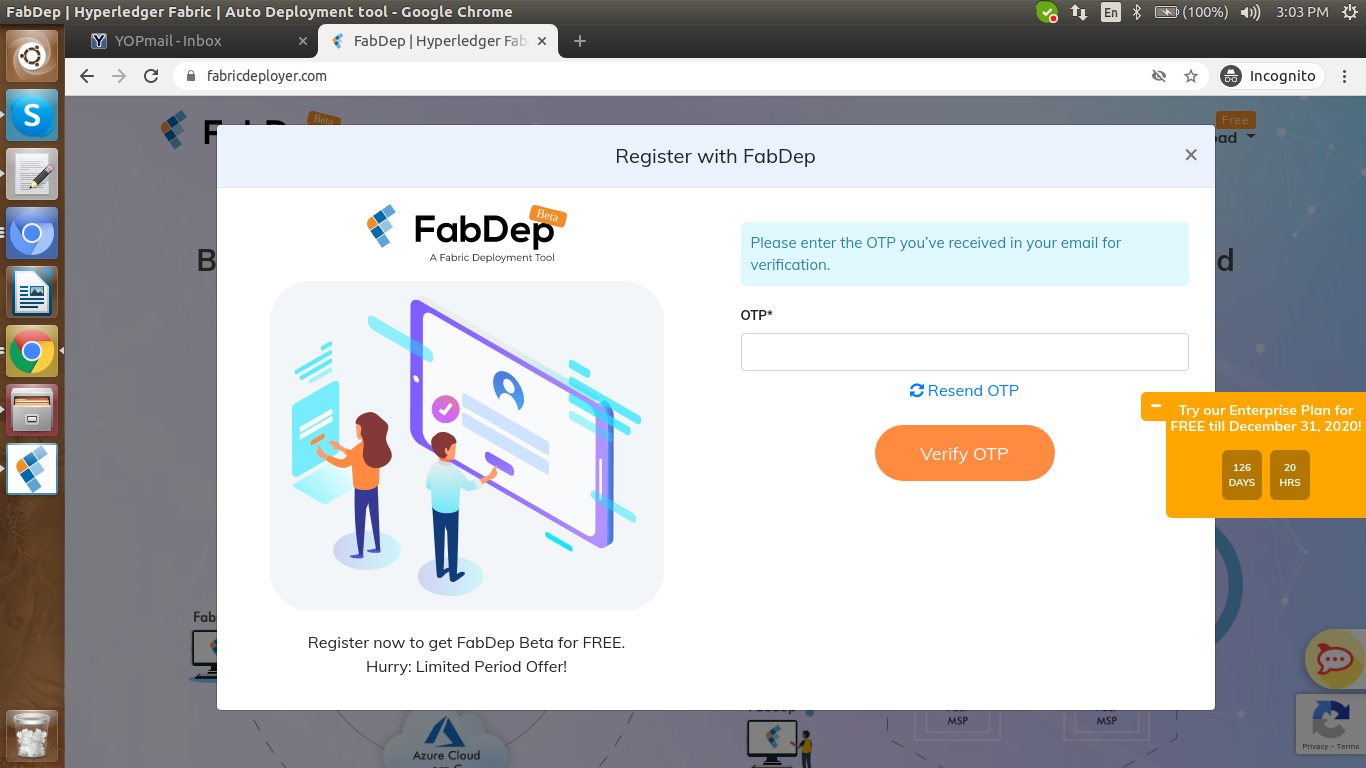 FabDep | Hyperledger Fabric | Auto Deployment tool - Google Chrome
En
(100%)
3:03 PM
YOPmail - Inbox
FabDep | Hyperledger Fab
fabricdeployer.com
Incognito
Beta
Free
Register with FabDep
FabDep
Beta
A Fabric Deployment Tool
Please enter the OTP you've received in your email for
verification.
OTP*
Resend OTP
Verify OTP
Try our Enterprise Plan for
FREE till December 31, 2020!
126
DAYS
20
HRS
Register now to get FabDep Beta for FREE.
Hurry: Limited Period Offer!
Azure Cloud
MSP
MSP
Privacy - Terms